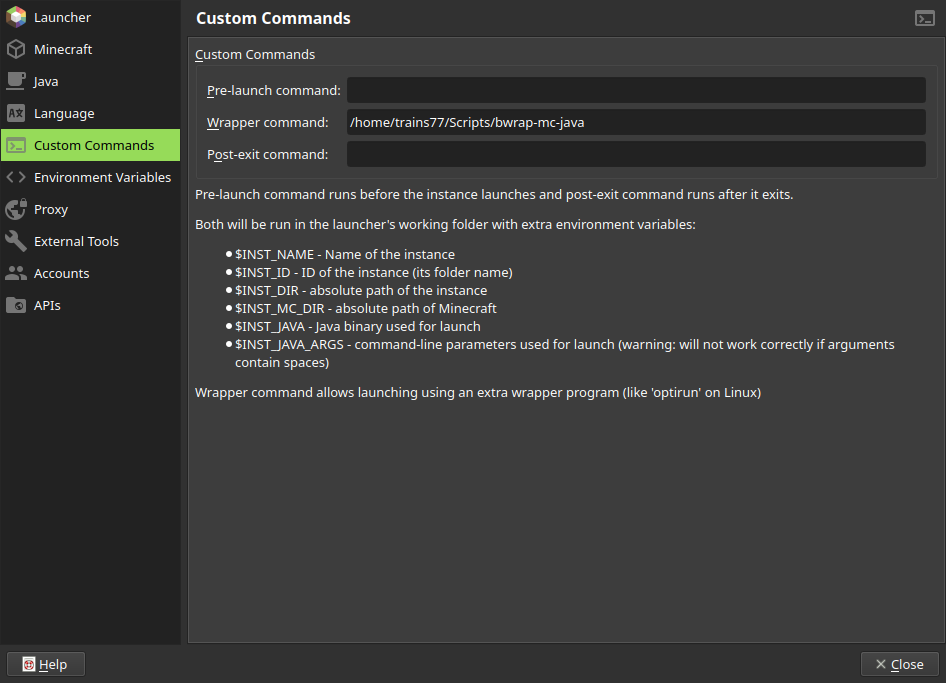 Launcher
Minecraft
Java
Language
Custom Commands
Environment Variables
Proxy
External Tools
Accounts
APIs
Custom Commands
Custom Commands
Pre-launch command:
Wrapper command: /home/trains77/Scripts/bwrap-mc-java
Post-exit command:
Pre-launch command runs before the instance launches and post-exit command runs after it exits.
Both will be run in the launcher's working folder with extra environment variables:
$INST_NAME - Name of the instance
$INST_ID - ID of the instance (its folder name)
$INST_DIR - absolute path of the instance
$INST_MC_DIR - absolute path of Minecraft
$INST_JAVA - Java binary used for launch
$INST_JAVA_ARGS - command-line parameters used for launch (warning: will not work correctly if arguments
contain spaces)
Wrapper command allows launching using an extra wrapper program (like 'optirun' on Linux)
Help
Close